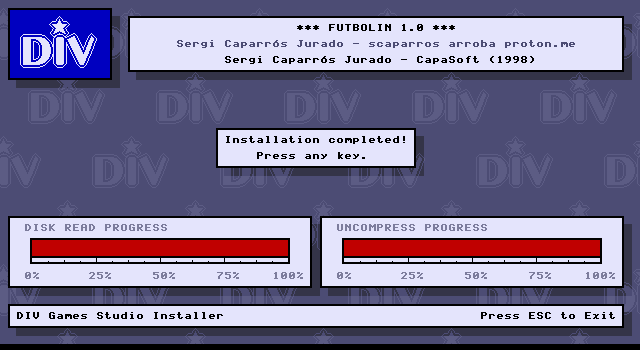 DIV
*** FUTBOLIN 1.0 ***
Sergi Caparrós Jurado - scaparros arroba proton.me
Sergi Caparrós Jurado - CapaSoft (1998)
Installation completed!
Press any key.
DISK READ PROGRESS
0% 25% 50% 75% 100%
UNCOMPRESS PROGRESS
0% 25% 50% 75% 100%
DIV Games Studio Installer
Press ESC to Exit